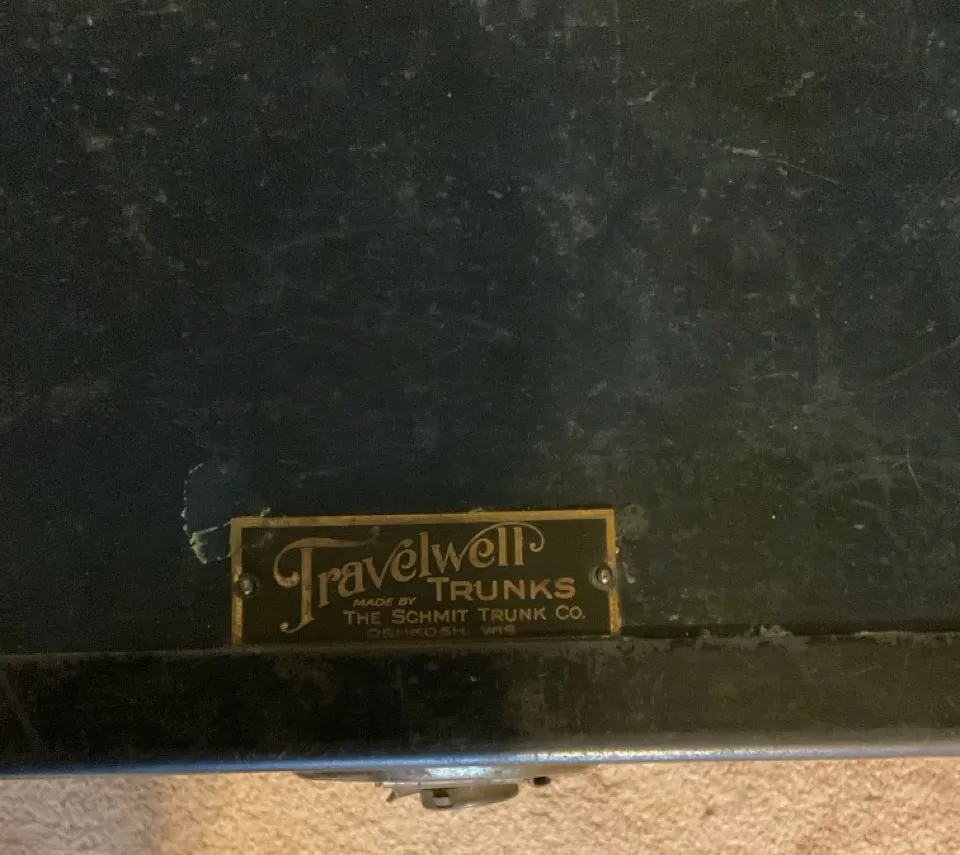 Travelwell
TRUNKS
MADE BY
THE SCHMIT TRUNK CO.
OSHKOSH, WIS